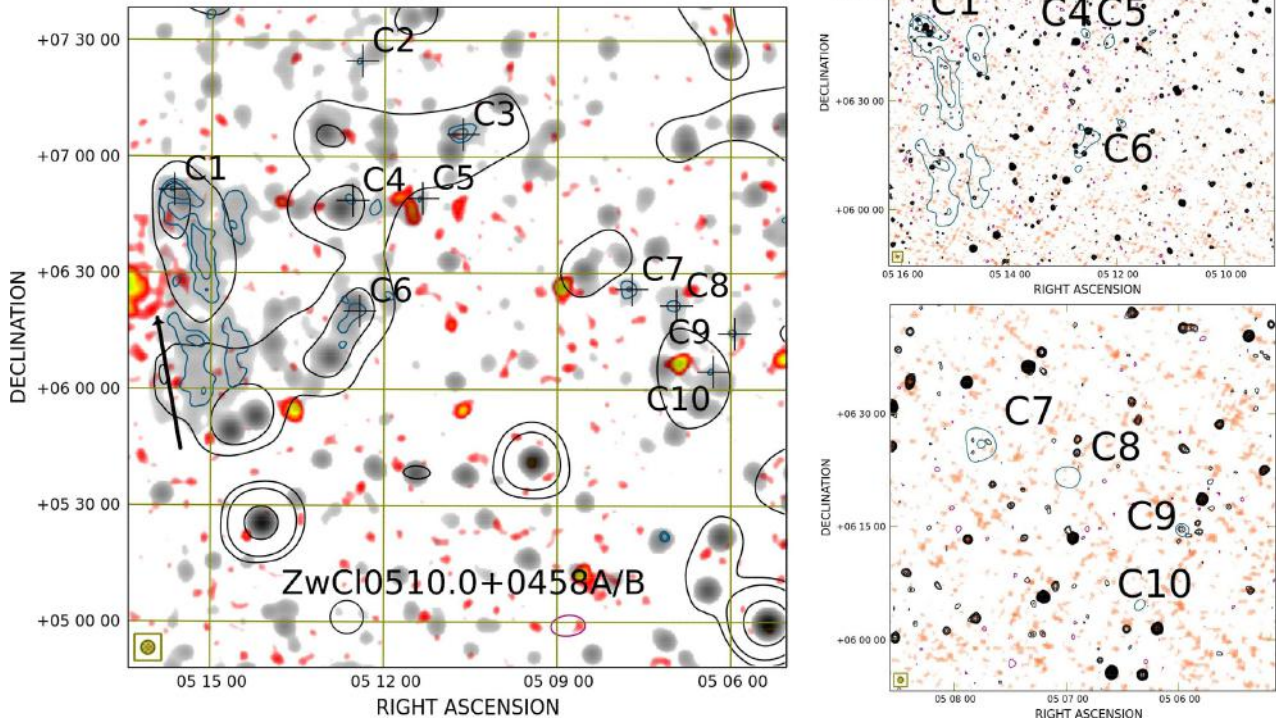 +07 30 00
+07 00 00
+06 30 00
+06 00 00
+05 30 00
+05 00 00
DECLINATION
C2
C3
C1
C4
C5
C6
C7
C8
C9
C10
ZwCl0510.0+0458A/B
05 15 00
05 12 00
05 09 00
05 06 00
RIGHT ASCENSION
C1
C4 C5
C6
+06 30 00
+06 00 00
DECLINATION
05 16 00
05 14 00
05 12 00
05 10 00
RIGHT ASCENSION
C7
C8
C9
C10
+06 30 00
+06 15 00
+06 00 00
DECLINATION
05 08 00
05 07 00
05 06 00
RIGHT ASCENSION